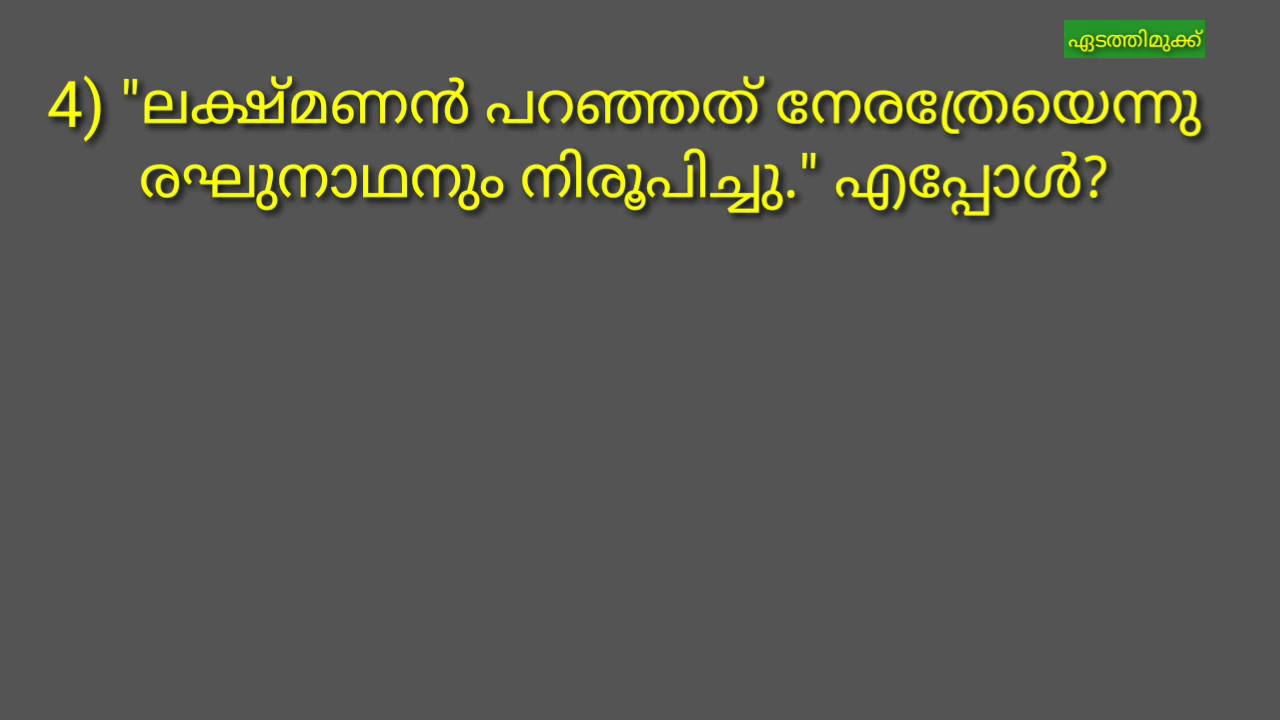 ഏടത്തിമുക്ക്
4) "ലക്ഷ്മണൻ പറഞ്ഞത് നേരത്രേയെന്നു
രഘുനാഥനും നിരൂപിച്ചു." എപ്പോൾ?